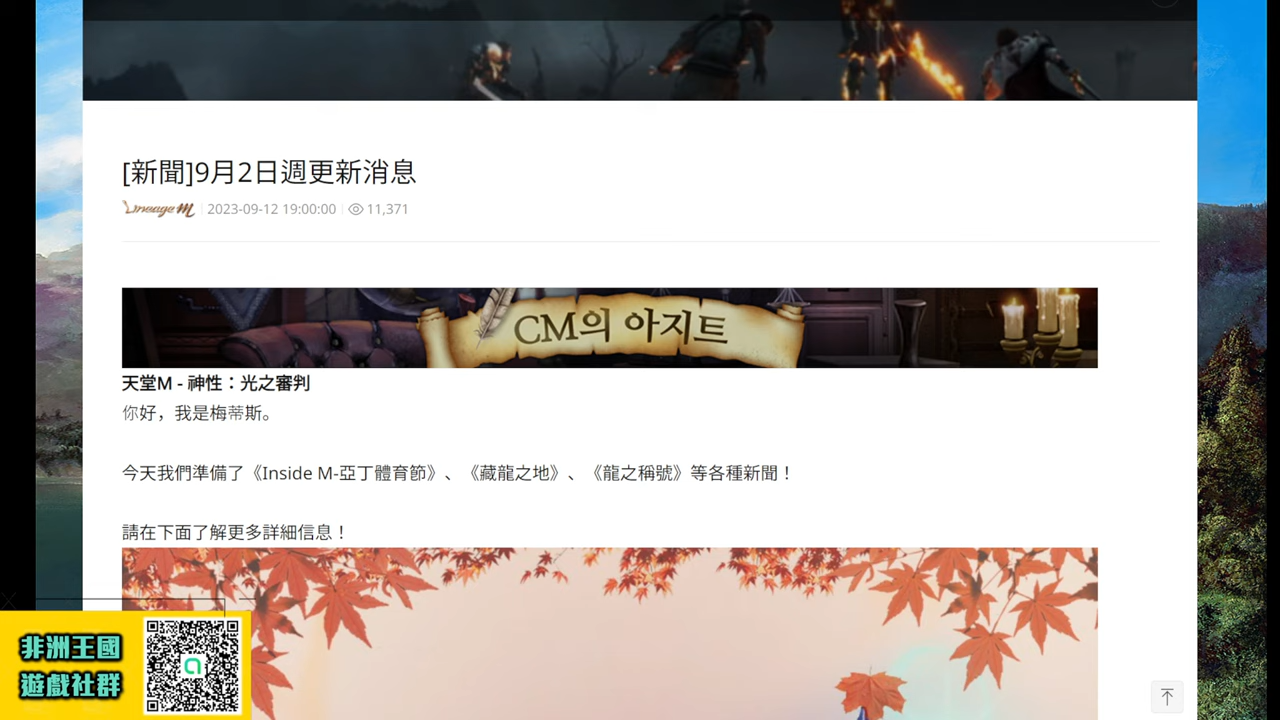 [新聞]9月2日週更新消息
Lineage M
2023-09-12 19:00:00
11,371
CM의 아지트
天堂M - 神性：光之審判
你好，我是梅蒂斯。
今天我們準備了《Inside M-亞丁體育節》、《藏龍之地》、《龍之稱號》等各種新聞！
請在下面了解更多詳細信息！
非洲王國
遊戲社群